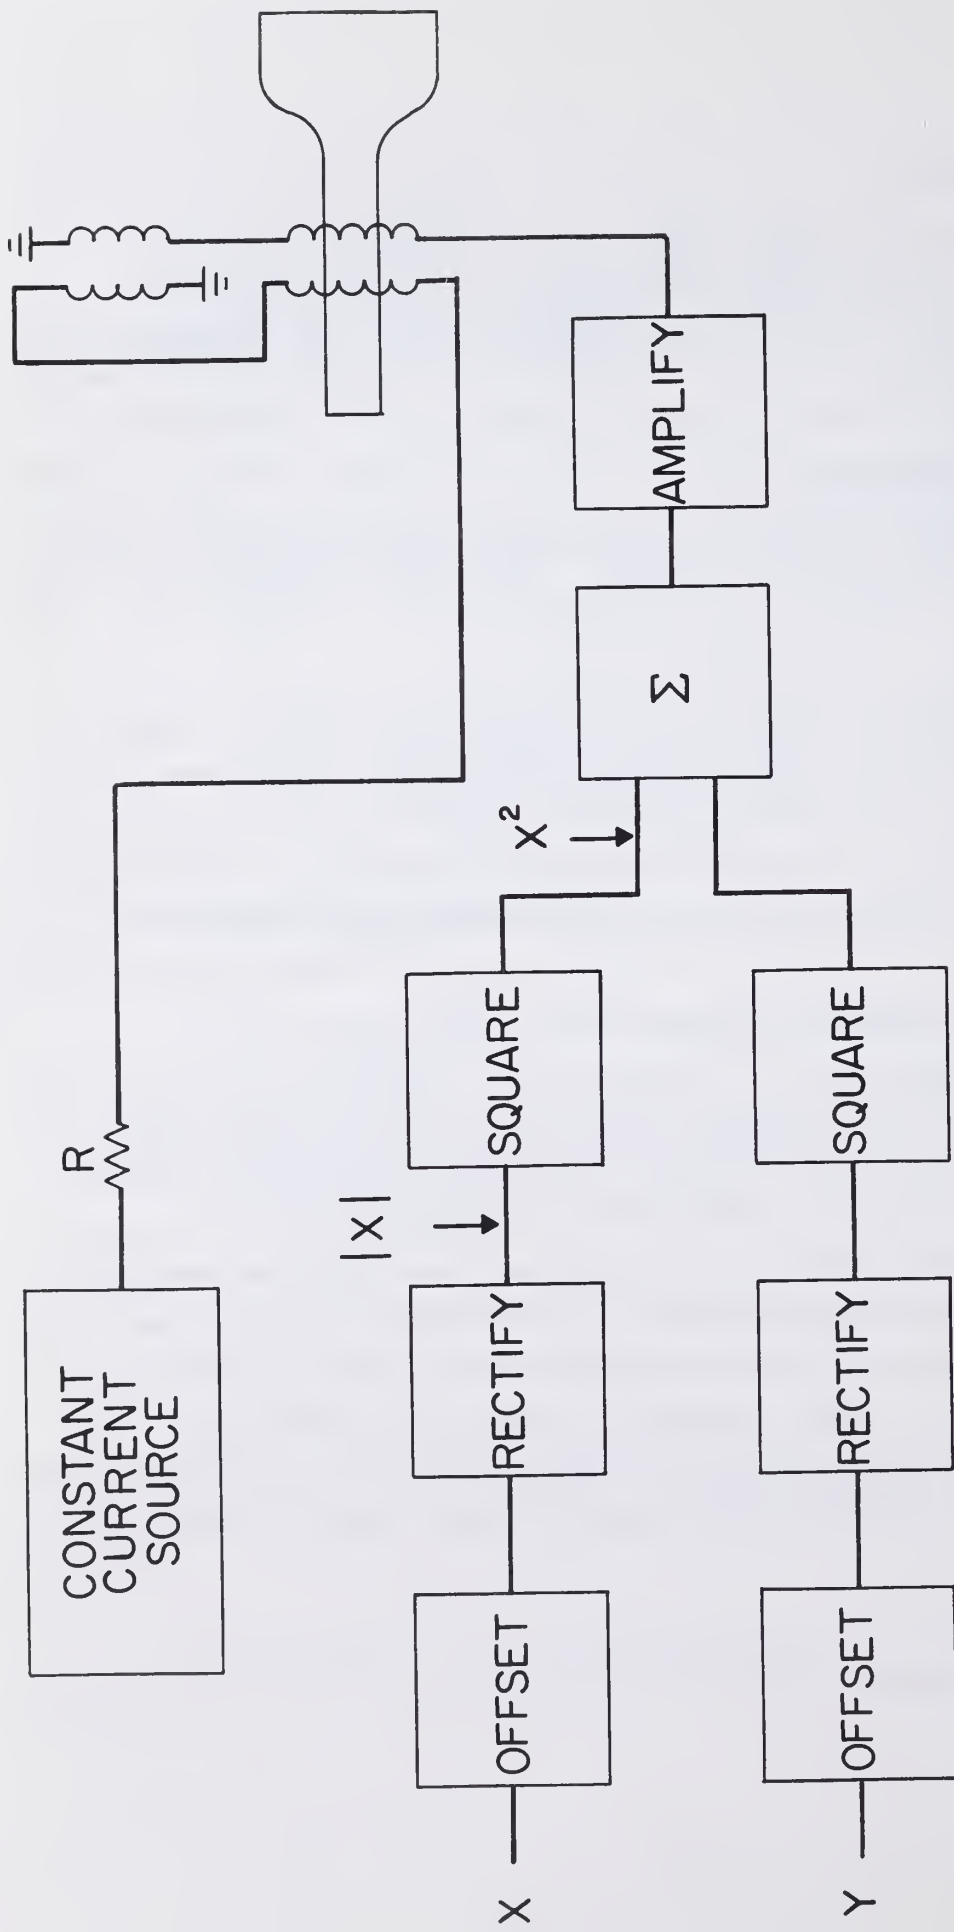 CONSTANT
CURRENT
SOURCE
R
X
OFFSET
RECTIFY
|X|
SQUARE
X²
Σ
AMPLIFY
Y
OFFSET
RECTIFY
SQUARE